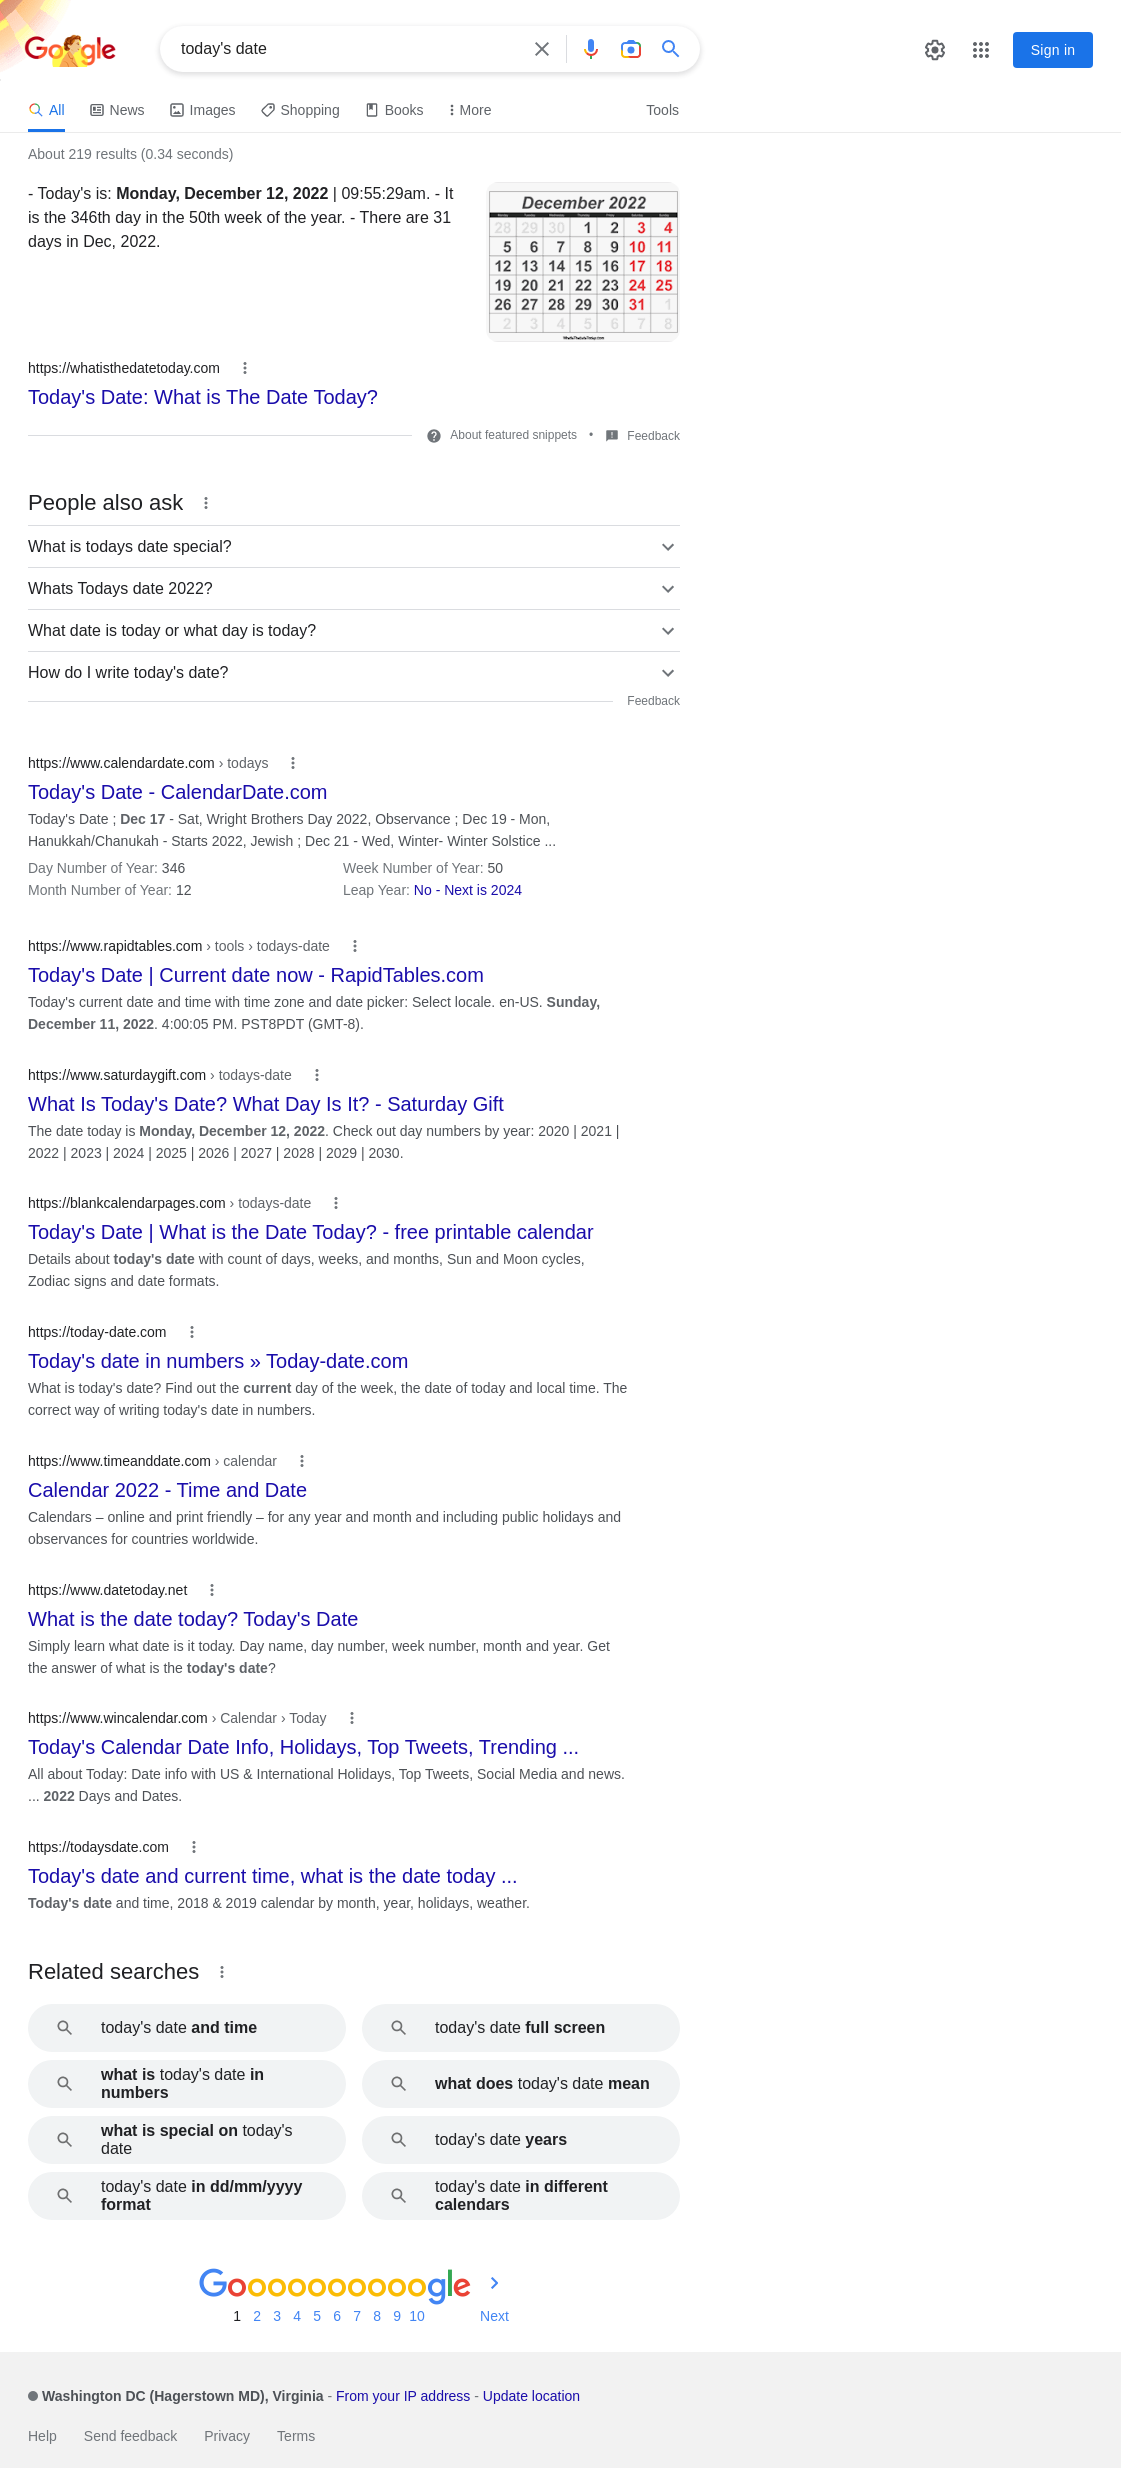 Google
today's date
Sign in
All News Images Shopping Books More Tools
About 219 results (0.34 seconds)
- Today's is: Monday, December 12, 2022 | 09:55:29am. - It
is the 346th day in the 50th week of the year. - There are 31
days in Dec, 2022.
December 2022
Monday Tuesday Wednesday Thursday Friday Saturday Sunday
28 29 30 1 2 3 4
5 6 7 8 9 10 11
12 13 14 15 16 17 18
19 20 21 22 23 24 25
26 27 28 29 30 31 1
2 3 4 5 6 7 8
https://whatisthedatetoday.com
Today's Date: What is The Date Today?
About featured snippets • Feedback
People also ask
What is todays date special?
Whats Todays date 2022?
What date is today or what day is today?
How do I write today's date?
Feedback
https://www.calendardate.com › todays
Today's Date - CalendarDate.com
Today's Date ; Dec 17 - Sat, Wright Brothers Day 2022, Observance ; Dec 19 - Mon,
Hanukkah/Chanukah - Starts 2022, Jewish ; Dec 21 - Wed, Winter- Winter Solstice ...
Day Number of Year: 346 Week Number of Year: 50
Month Number of Year: 12 Leap Year: No - Next is 2024
https://www.rapidtables.com › tools › todays-date
Today's Date | Current date now - RapidTables.com
Today's current date and time with time zone and date picker: Select locale. en-US. Sunday,
December 11, 2022. 4:00:05 PM. PST8PDT (GMT-8).
https://www.saturdaygift.com › todays-date
What Is Today's Date? What Day Is It? - Saturday Gift
The date today is Monday, December 12, 2022. Check out day numbers by year: 2020 | 2021 |
2022 | 2023 | 2024 | 2025 | 2026 | 2027 | 2028 | 2029 | 2030.
https://blankcalendarpages.com › todays-date
Today's Date | What is the Date Today? - free printable calendar
Details about today's date with count of days, weeks, and months, Sun and Moon cycles,
Zodiac signs and date formats.
https://today-date.com
Today's date in numbers » Today-date.com
What is today's date? Find out the current day of the week, the date of today and local time. The
correct way of writing today's date in numbers.
https://www.timeanddate.com › calendar
Calendar 2022 - Time and Date
Calendars – online and print friendly – for any year and month and including public holidays and
observances for countries worldwide.
https://www.datetoday.net
What is the date today? Today's Date
Simply learn what date is it today. Day name, day number, week number, month and year. Get
the answer of what is the today's date?
https://www.wincalendar.com › Calendar › Today
Today's Calendar Date Info, Holidays, Top Tweets, Trending ...
All about Today: Date info with US & International Holidays, Top Tweets, Social Media and news.
... 2022 Days and Dates.
https://todaysdate.com
Today's date and current time, what is the date today ...
Today's date and time, 2018 & 2019 calendar by month, year, holidays, weather.
Related searches
today's date and time
today's date full screen
what is today's date in
numbers
what does today's date mean
what is special on today's
date
today's date years
today's date in dd/mm/yyyy
format
today's date in different
calendars
Goooooooooogle
1 2 3 4 5 6 7 8 9 10 Next
Washington DC (Hagerstown MD), Virginia - From your IP address - Update location
Help Send feedback Privacy Terms